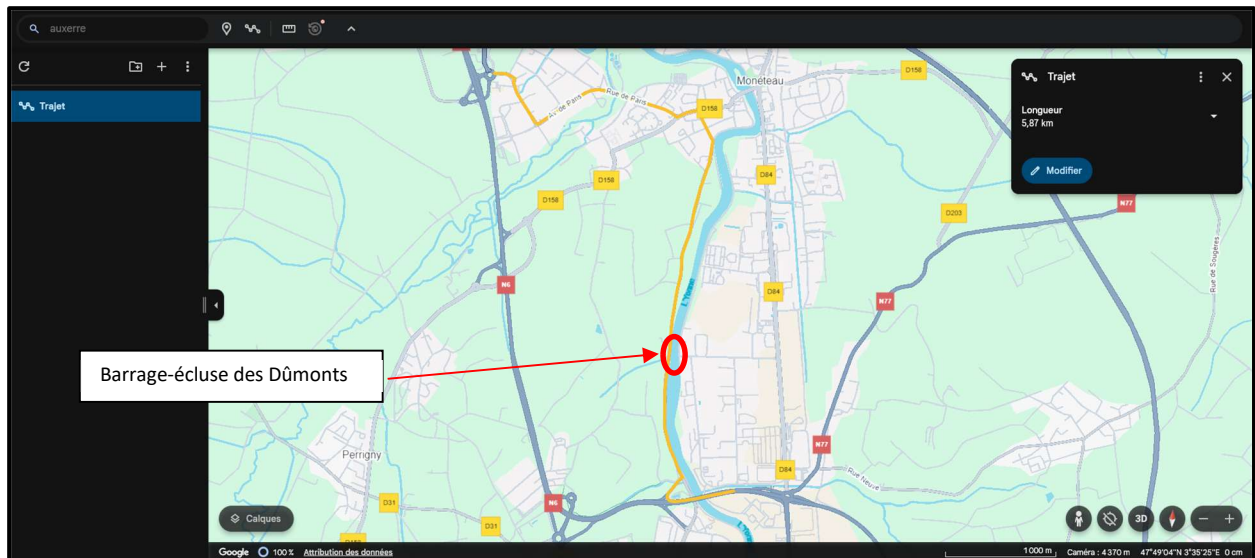 auxerre
Trajet
Trajet
Longueur
5,87 km
Modifier
Monéteau
D158
Av. de Paris
Rue de Paris
D158
D84
D158
D158
D203
N77
Rue de Sougères
N6
L'Yonne
D84
N77
Barrage-écluse des Dûmonts
Perrigny
N77
D84
Rue Neuve
D31
N6
D31
Calques
3D
Google
100 %
Attribution des données
1 000 m
Caméra : 4 370 m
47°49'04"N 3°35'25"E
0 cm